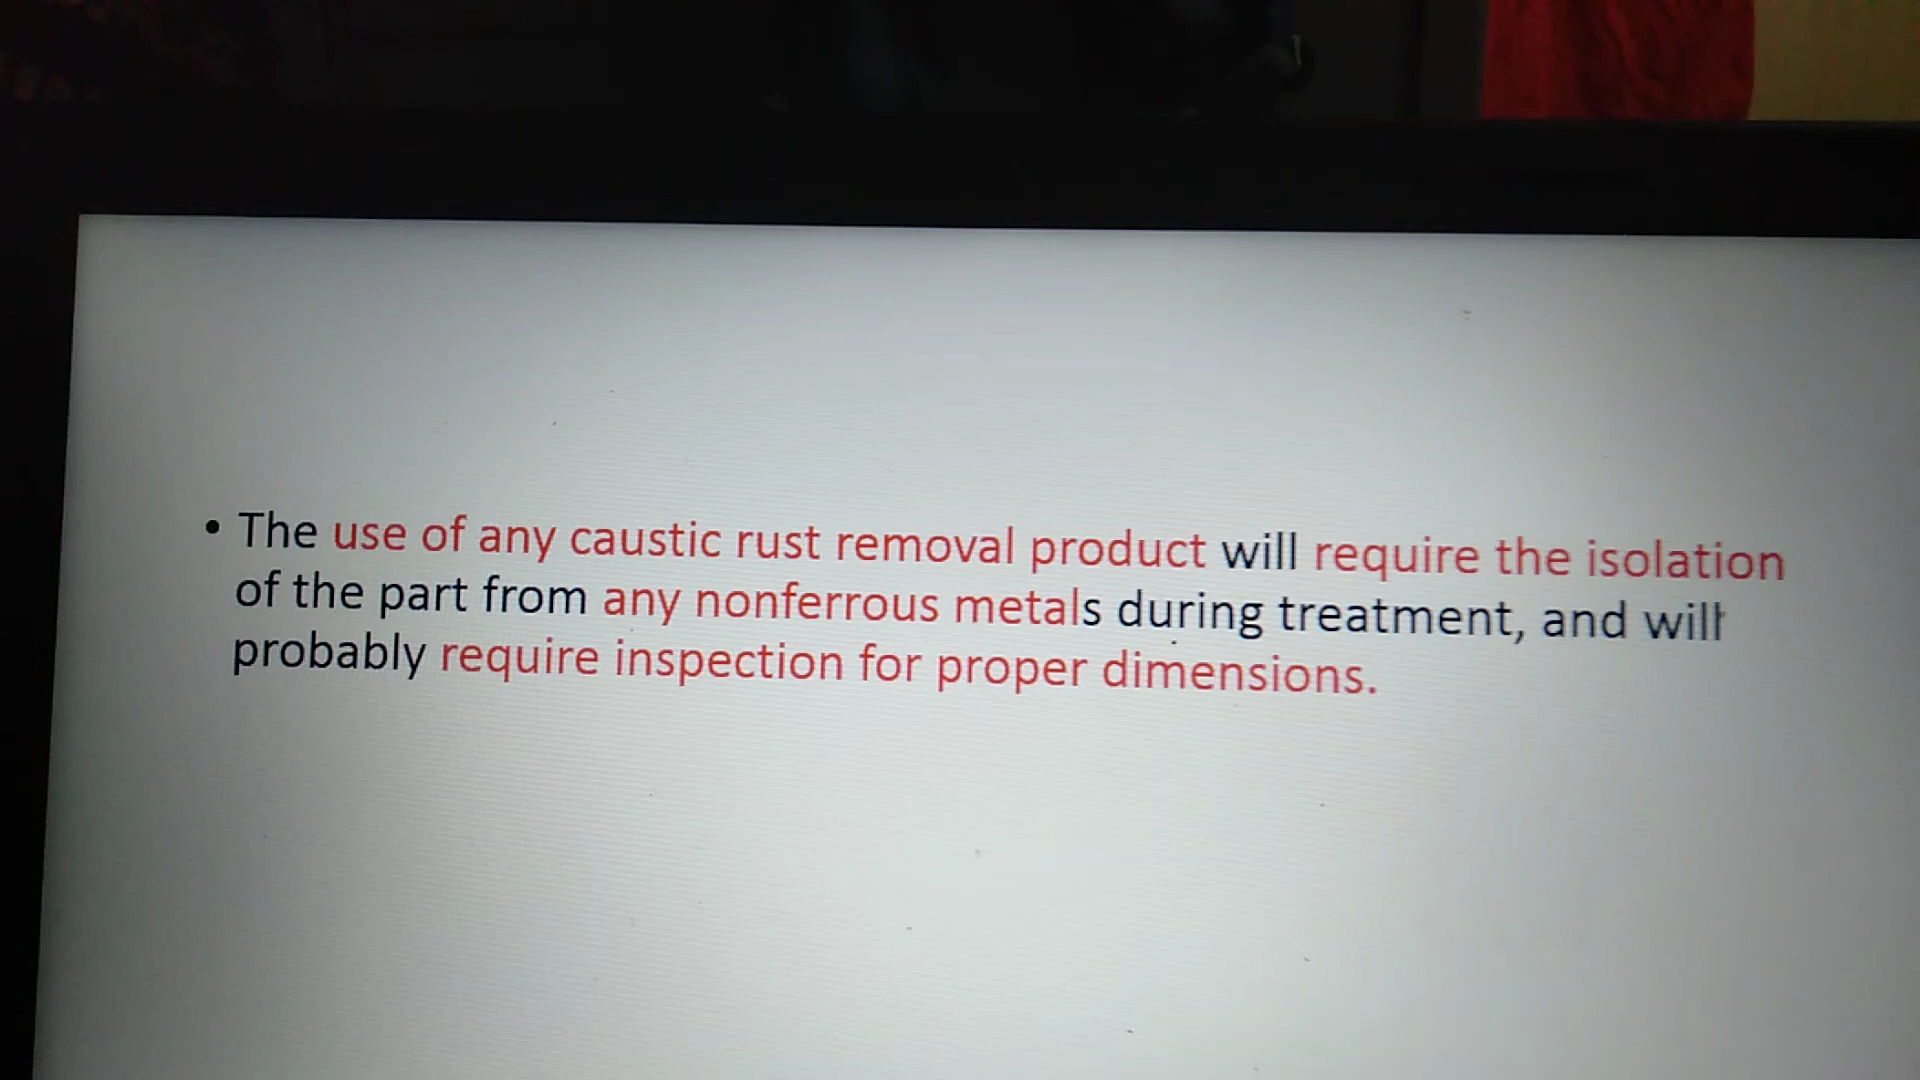 • The use of any caustic rust removal product will require the isolation
of the part from any nonferrous metals during treatment, and will
probably require inspection for proper dimensions.